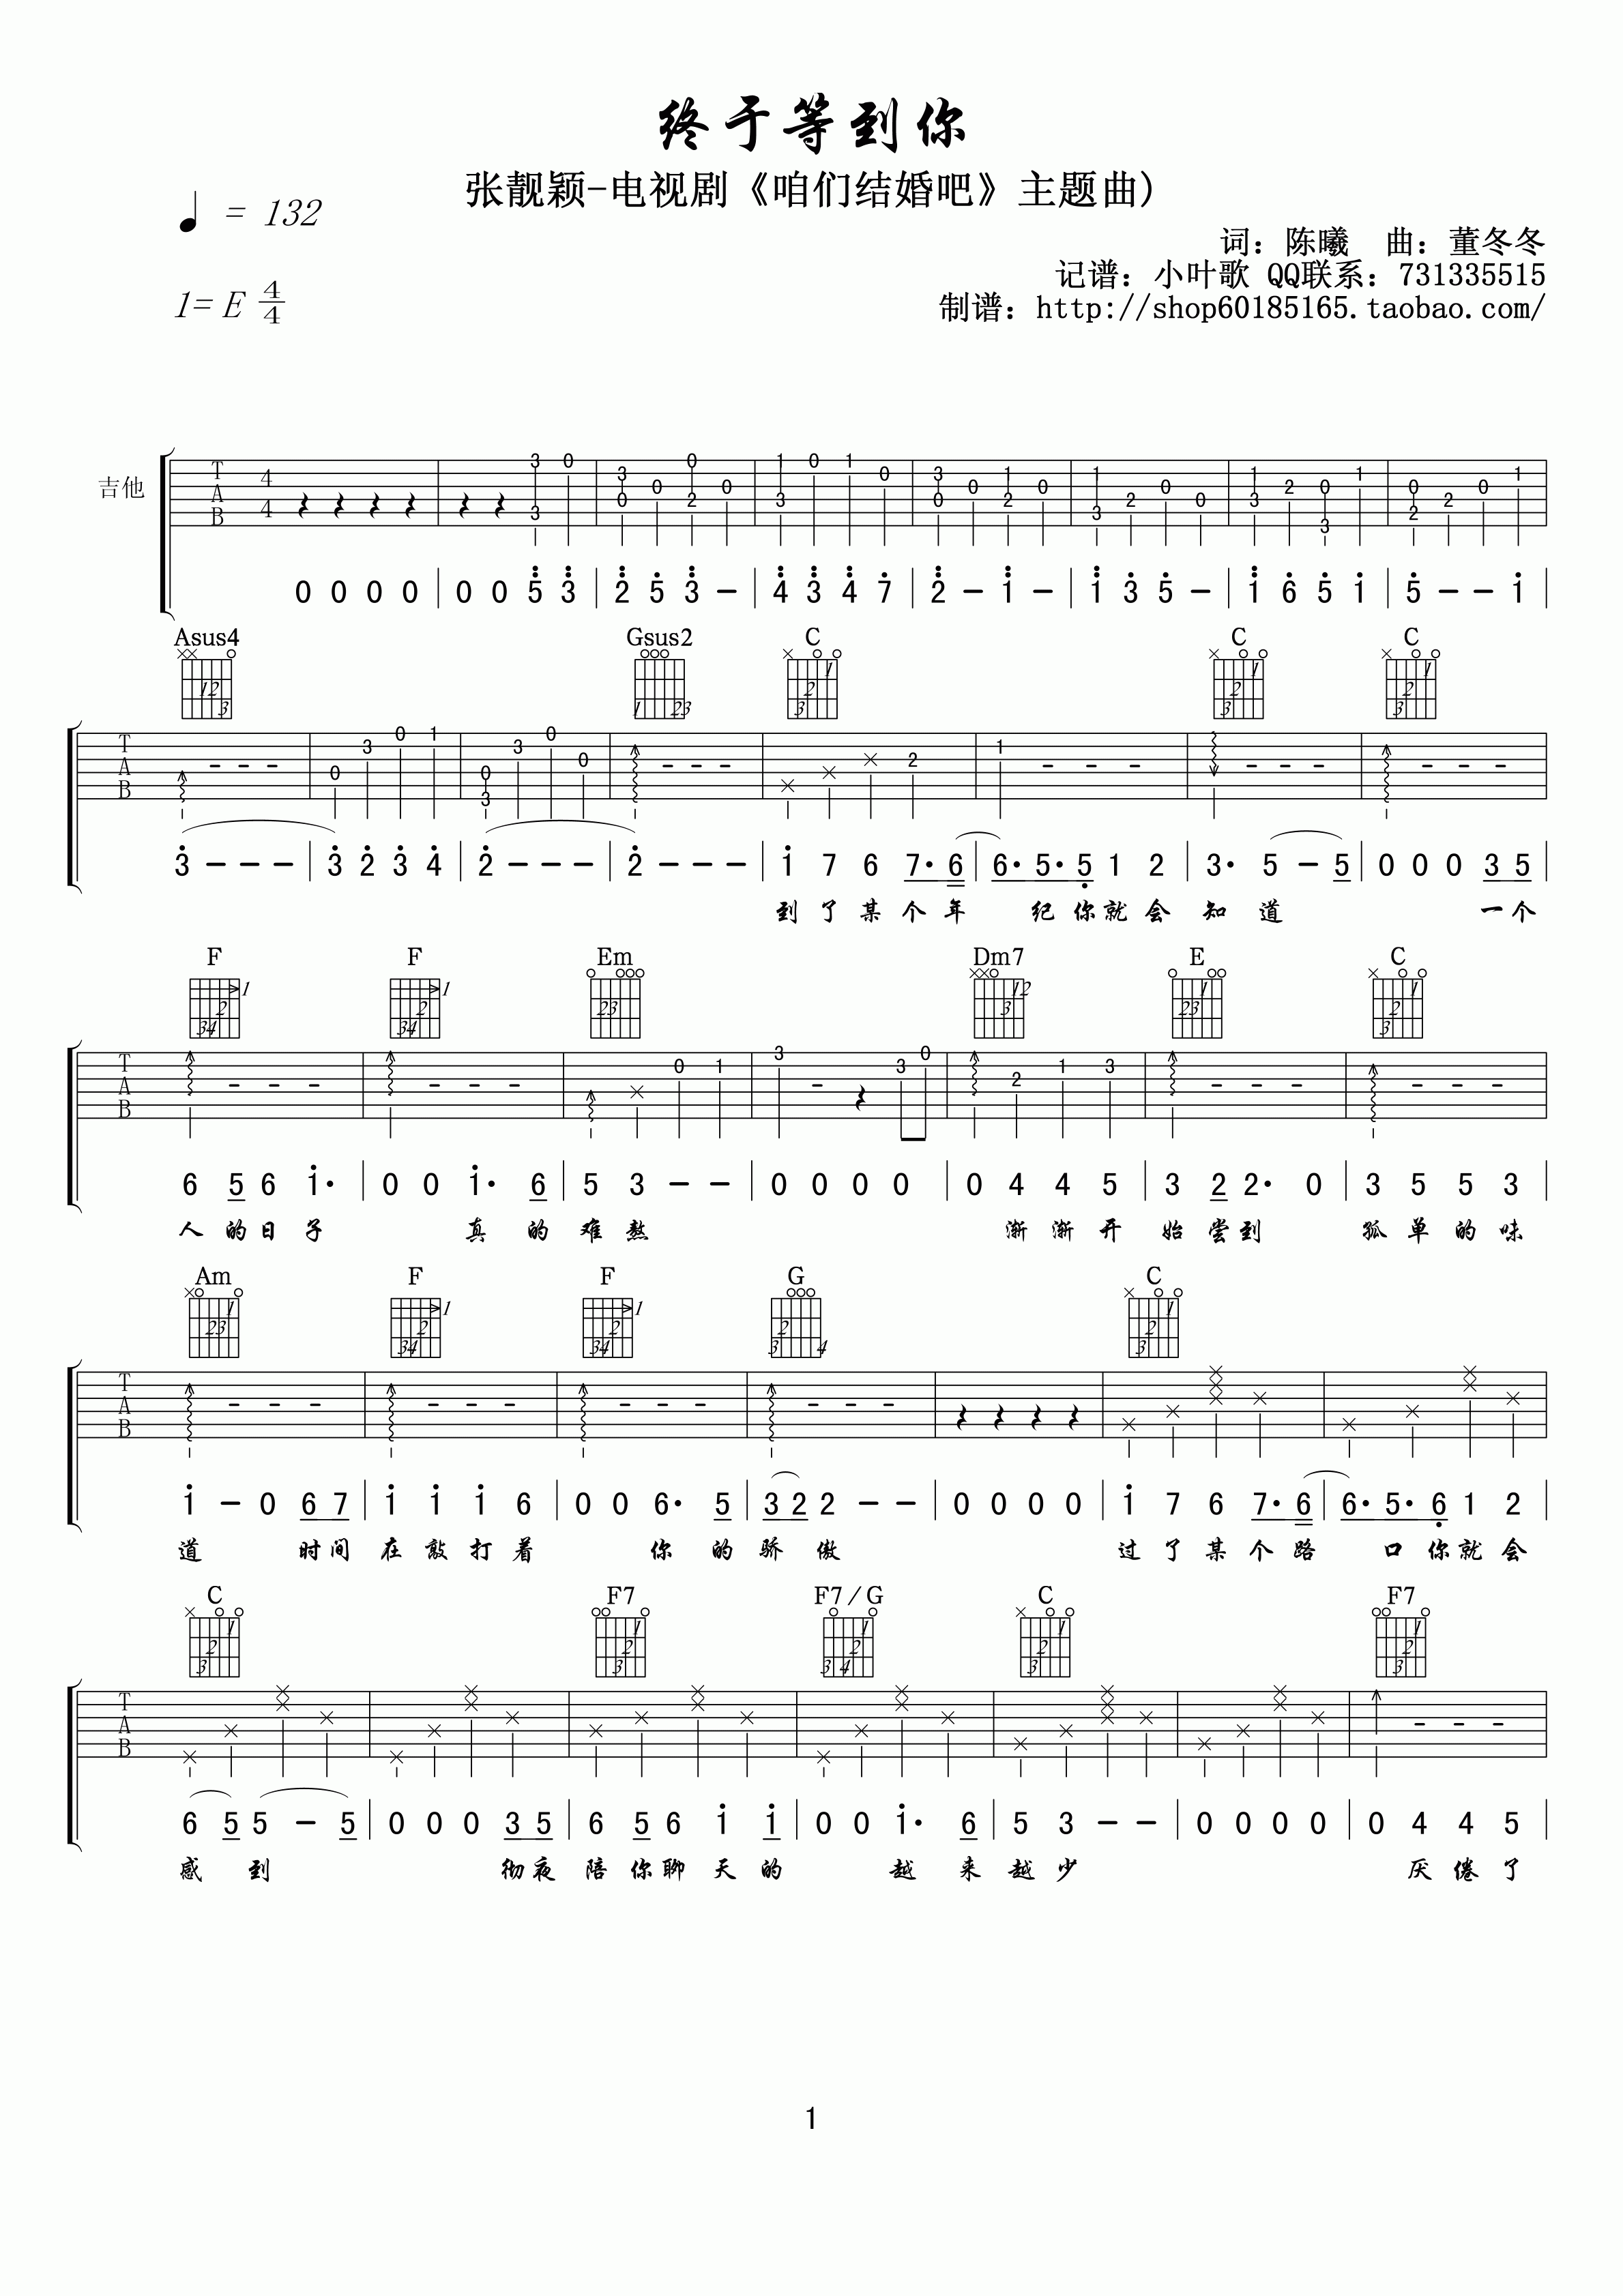 终于等到你
张靓颖-电视剧《咱们结婚吧》主题曲)
♩ = 132
词：陈曦 曲：董冬冬
记谱：小叶歌 QQ联系：731335515
1= E 4/4
制谱：http://shop60185165.taobao.com/
吉他
T A B 4 4
0 0 0 0 | 0 0 5 3 | 2 5 3 - | 4 3 4 7 | 2 - 1 - | 1 3 5 - | 1 6 5 1 | 5 - - 1 |
Asus4 Gsus2 C C C
T A B
3 - - - | 3 2 3 4 | 2 - - - | 2 - - - | 1 7 6 7· 6 | 6· 5· 5 1 2 | 3· 5 - 5 | 0 0 0 3 5 |
到了某个年 纪你就会 知道 一个
F F Em Dm7 E C
T A B
6 5 6 1· | 0 0 1· 6 | 5 3 - - | 0 0 0 0 | 0 4 4 5 | 3 2 2· 0 | 3 5 5 3 |
人的日子 真的 难熬 渐渐开 始尝到 孤单的味
Am F F G C
T A B
1 - 0 6 7 | 1 1 1 6 | 0 0 6· 5 | 3 2 2 - - | 0 0 0 0 | 1 7 6 7· 6 | 6· 5· 6 1 2 |
道 时间 在敲打着 你的 骄傲 过了某个路 口你就会
C F7 F7/G C F7
T A B
6 5 5 - 5 | 0 0 0 3 5 | 6 5 6 1 1 | 0 0 1· 6 | 5 3 - - | 0 0 0 0 | 0 4 4 5 |
感到 彻夜 陪你聊天的 越来 越少 厌倦了
1